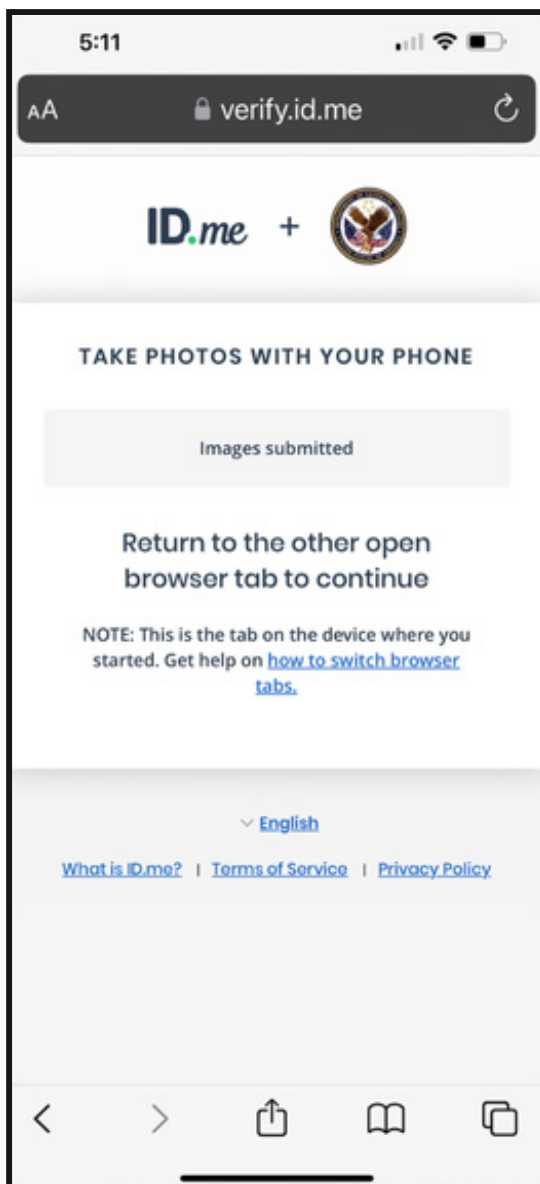 5:11
AA verify.id.me
ID.me +
TAKE PHOTOS WITH YOUR PHONE
Images submitted
Return to the other open
browser tab to continue
NOTE: This is the tab on the device where you
started. Get help on how to switch browser
tabs.
English
What is ID.me? | Terms of Service | Privacy Policy